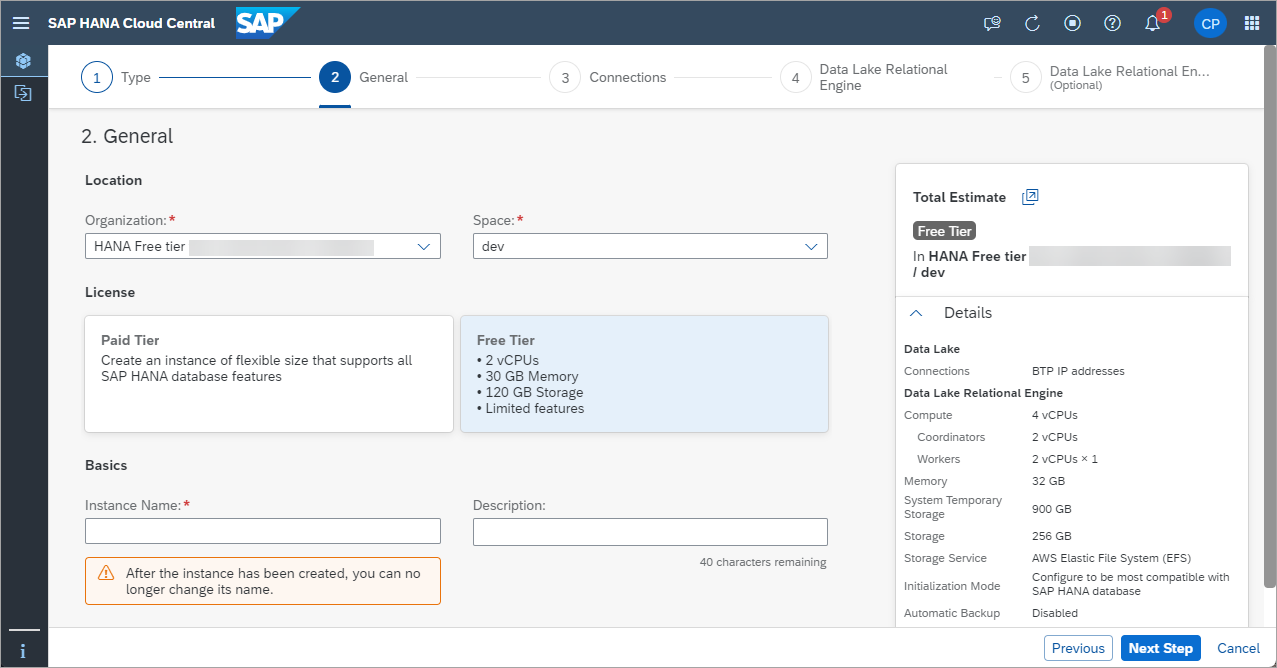 SAP HANA Cloud Central
SAP
1
CP
1 Type
2 General
3 Connections
4 Data Lake Relational
Engine
5 Data Lake Relational En...
(Optional)
2. General
Location
Organization:*
HANA Free tier
Space:*
dev
License
Paid Tier
Create an instance of flexible size that supports all
SAP HANA database features
Free Tier
• 2 vCPUs
• 30 GB Memory
• 120 GB Storage
• Limited features
Basics
Instance Name:*
Description:
40 characters remaining
After the instance has been created, you can no
longer change its name.
Total Estimate
Free Tier
In HANA Free tier
/ dev
Details
Data Lake
Connections BTP IP addresses
Data Lake Relational Engine
Compute 4 vCPUs
Coordinators 2 vCPUs
Workers 2 vCPUs × 1
Memory 32 GB
System Temporary
Storage 900 GB
Storage 256 GB
Storage Service AWS Elastic File System (EFS)
Initialization Mode Configure to be most compatible with
SAP HANA database
Automatic Backup Disabled
Previous
Next Step
Cancel